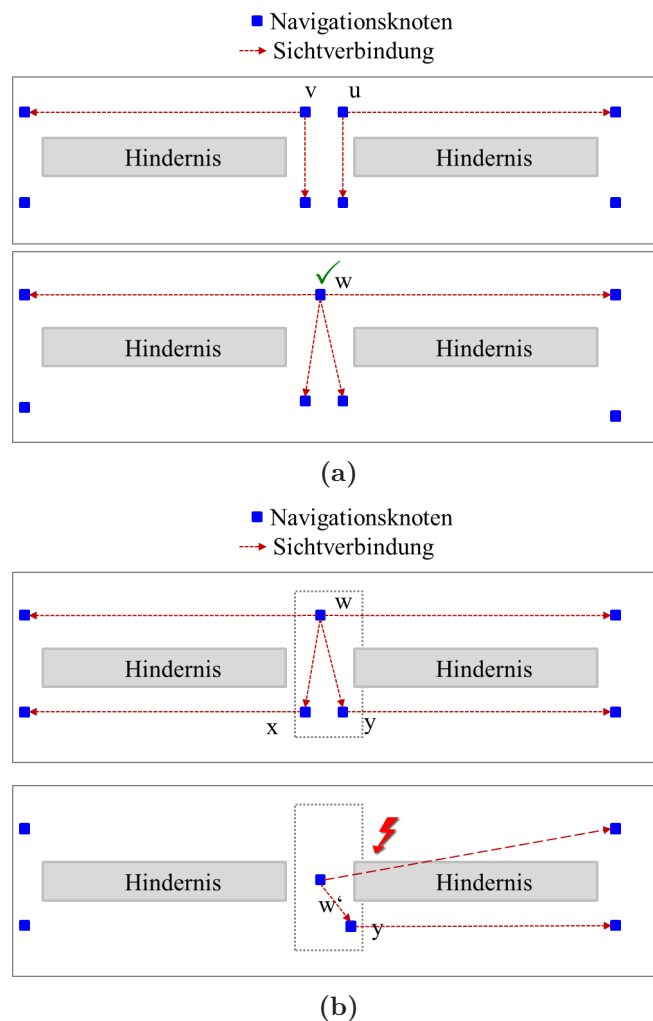 Navigationsknoten
Sichtverbindung
v u
Hindernis Hindernis
w
Hindernis Hindernis
(a)
Navigationsknoten
Sichtverbindung
w
Hindernis Hindernis
x y
Hindernis Hindernis
w‘
y
(b)